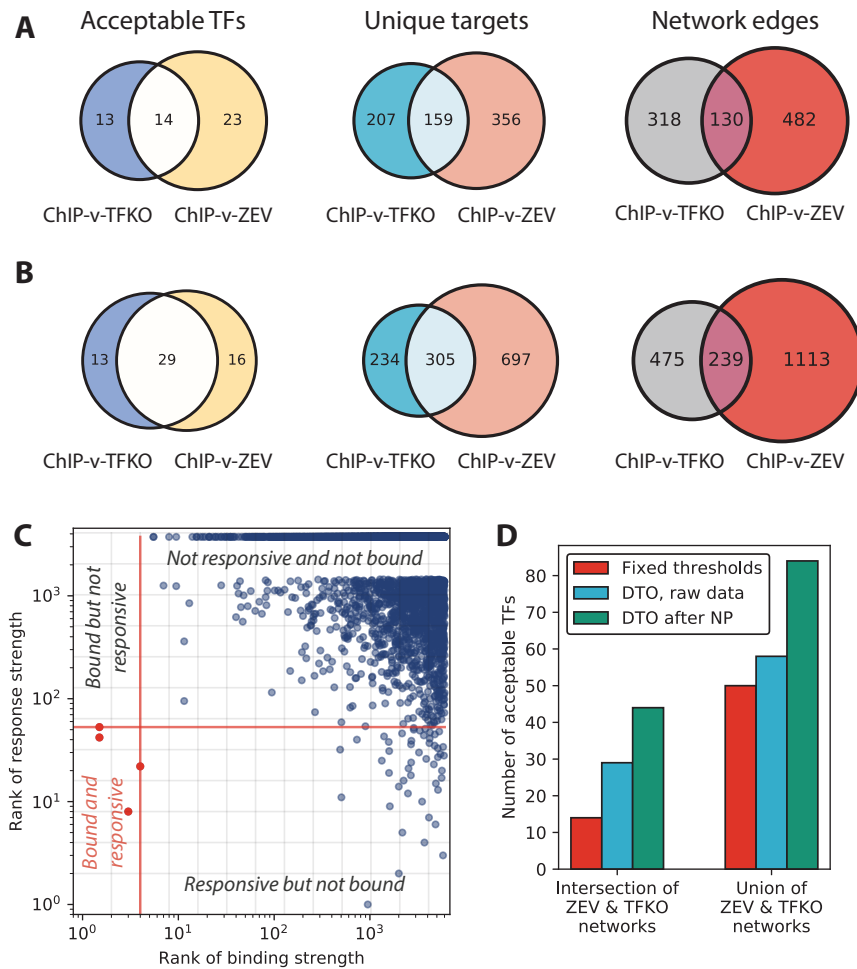 A
Acceptable TFs
Unique targets
Network edges
13
14
23
207
159
356
318
130
482
ChIP-v-TFKO
ChIP-v-ZEV
ChIP-v-TFKO
ChIP-v-ZEV
ChIP-v-TFKO
ChIP-v-ZEV
B
13
29
16
234
305
697
475
239
1113
ChIP-v-TFKO
ChIP-v-ZEV
ChIP-v-TFKO
ChIP-v-ZEV
ChIP-v-TFKO
ChIP-v-ZEV
C
Rank of response strength
10³
10²
10¹
10⁰
Not responsive and not bound
Bound but not
responsive
Bound and
responsive
Responsive but not bound
10⁰
10¹
10²
10³
Rank of binding strength
D
Number of acceptable TFs
80
70
60
50
40
30
20
10
0
Fixed thresholds
DTO, raw data
DTO after NP
Intersection of
ZEV & TFKO
networks
Union of
ZEV & TFKO
networks